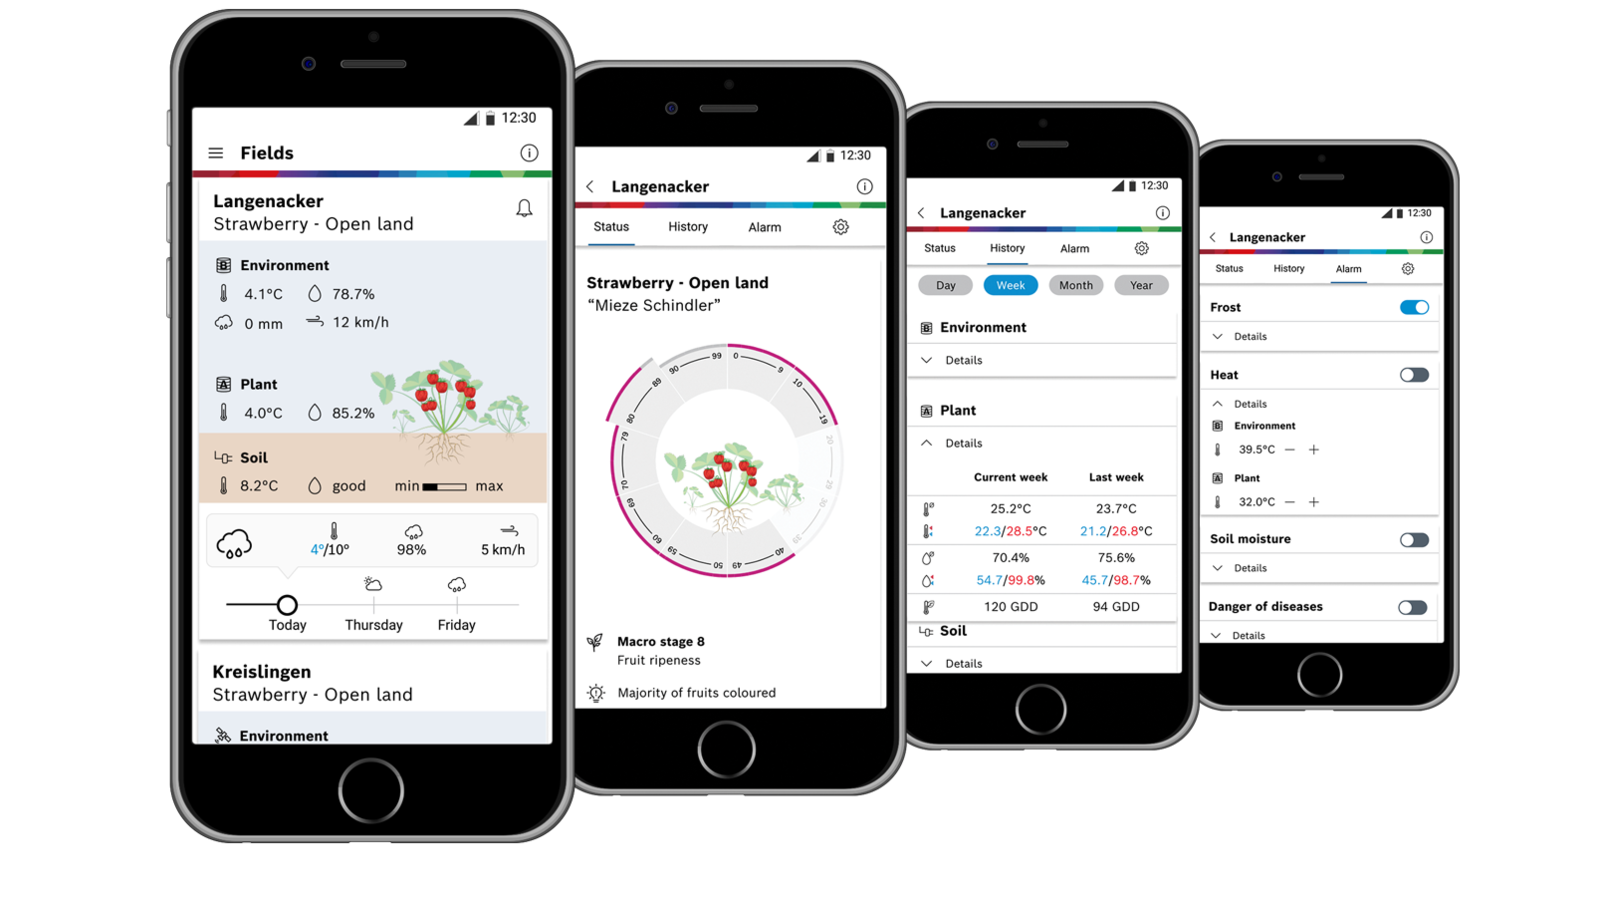 12:30
Fields
Langenacker
Strawberry - Open land
Environment
4.1°C 78.7%
0 mm 12 km/h
Plant
4.0°C 85.2%
Soil
8.2°C good min max
4°/10° 98% 5 km/h
Today Thursday Friday
Kreislingen
Strawberry - Open land
Environment
12:30
Langenacker
Status History Alarm
Strawberry - Open land
“Mieze Schindler”
0 9
10 19
20 29
30 39
40 49
50 59
60 69
70 79
80 89
90 99
Macro stage 8
Fruit ripeness
Majority of fruits coloured
12:30
Langenacker
Status History Alarm
Day Week Month Year
B Environment
Details
A Plant
Details
Current week Last week
25.2°C 23.7°C
22.3/28.5°C 21.2/26.8°C
70.4% 75.6%
54.7/99.8% 45.7/98.7%
120 GDD 94 GDD
Soil
Details
12:30
Langenacker
Status History Alarm
Frost
Details
Heat
Details
B Environment
39.5°C − +
A Plant
32.0°C − +
Soil moisture
Details
Danger of diseases
Details